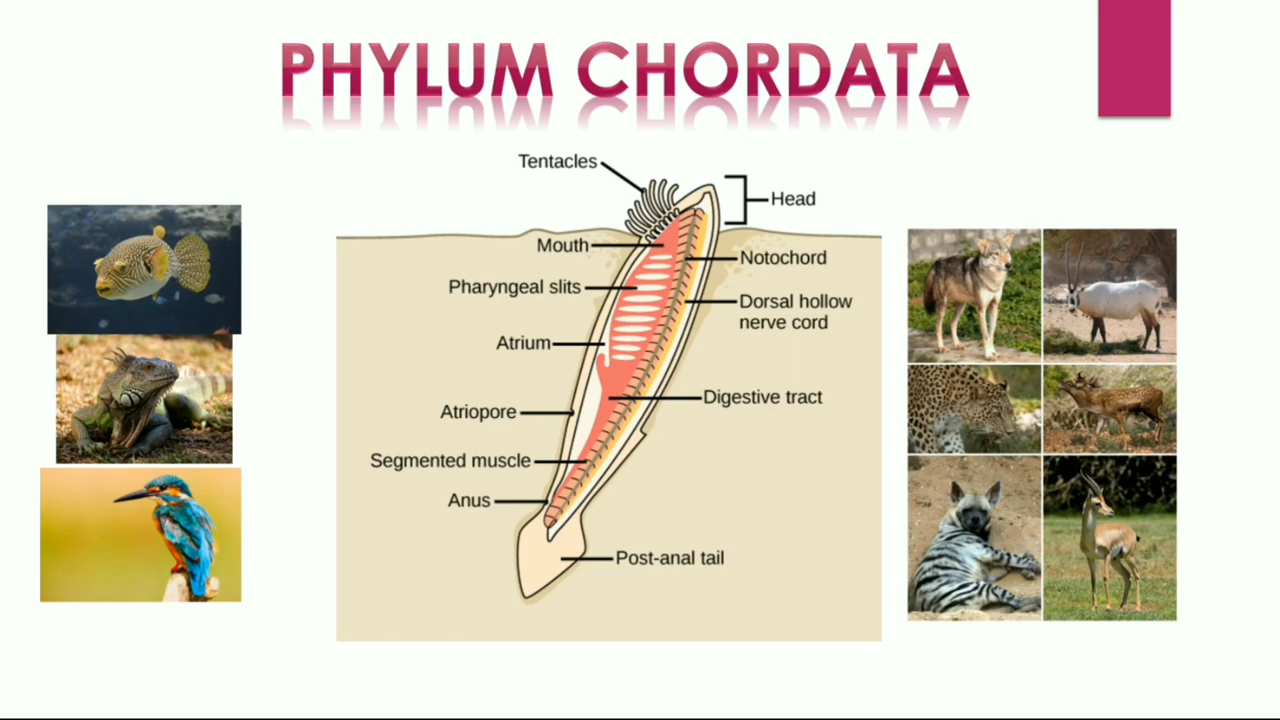 PHYLUM CHORDATA
Tentacles
Head
Mouth
Notochord
Pharyngeal slits
Dorsal hollow
nerve cord
Atrium
Digestive tract
Atriopore
Segmented muscle
Anus
Post-anal tail